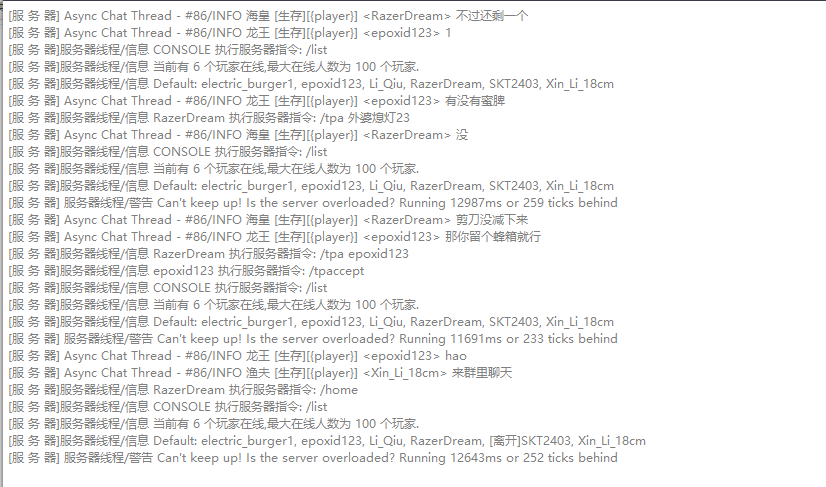 [服 务 器] Async Chat Thread - #86/INFO 海皇 [生存][{player}] <RazerDream> 不过还剩一个
[服 务 器] Async Chat Thread - #86/INFO 龙王 [生存][{player}] <epoxid123> 1
[服 务 器]服务器线程/信息 CONSOLE 执行服务器指令: /list
[服 务 器]服务器线程/信息 当前有 6 个玩家在线,最大在线人数为 100 个玩家.
[服 务 器]服务器线程/信息 Default: electric_burger1, epoxid123, Li_Qiu, RazerDream, SKT2403, Xin_Li_18cm
[服 务 器] Async Chat Thread - #86/INFO 龙王 [生存][{player}] <epoxid123> 有没有蜜脾
[服 务 器]服务器线程/信息 RazerDream 执行服务器指令: /tpa 外婆熄灯23
[服 务 器] Async Chat Thread - #86/INFO 海皇 [生存][{player}] <RazerDream> 没
[服 务 器]服务器线程/信息 CONSOLE 执行服务器指令: /list
[服 务 器]服务器线程/信息 当前有 6 个玩家在线,最大在线人数为 100 个玩家.
[服 务 器]服务器线程/信息 Default: electric_burger1, epoxid123, Li_Qiu, RazerDream, SKT2403, Xin_Li_18cm
[服 务 器] 服务器线程/警告 Can't keep up! Is the server overloaded? Running 12987ms or 259 ticks behind
[服 务 器] Async Chat Thread - #86/INFO 海皇 [生存][{player}] <RazerDream> 剪刀没减下来
[服 务 器] Async Chat Thread - #86/INFO 龙王 [生存][{player}] <epoxid123> 那你留个蜂箱就行
[服 务 器]服务器线程/信息 RazerDream 执行服务器指令: /tpa epoxid123
[服 务 器]服务器线程/信息 epoxid123 执行服务器指令: /tpaccept
[服 务 器]服务器线程/信息 CONSOLE 执行服务器指令: /list
[服 务 器]服务器线程/信息 当前有 6 个玩家在线,最大在线人数为 100 个玩家.
[服 务 器]服务器线程/信息 Default: electric_burger1, epoxid123, Li_Qiu, RazerDream, SKT2403, Xin_Li_18cm
[服 务 器] 服务器线程/警告 Can't keep up! Is the server overloaded? Running 11691ms or 233 ticks behind
[服 务 器] Async Chat Thread - #86/INFO 龙王 [生存][{player}] <epoxid123> hao
[服 务 器] Async Chat Thread - #86/INFO 渔夫 [生存][{player}] <Xin_Li_18cm> 来群里聊天
[服 务 器]服务器线程/信息 RazerDream 执行服务器指令: /home
[服 务 器]服务器线程/信息 CONSOLE 执行服务器指令: /list
[服 务 器]服务器线程/信息 当前有 6 个玩家在线,最大在线人数为 100 个玩家.
[服 务 器]服务器线程/信息 Default: electric_burger1, epoxid123, Li_Qiu, RazerDream, [离开]SKT2403, Xin_Li_18cm
[服 务 器] 服务器线程/警告 Can't keep up! Is the server overloaded? Running 12643ms or 252 ticks behind